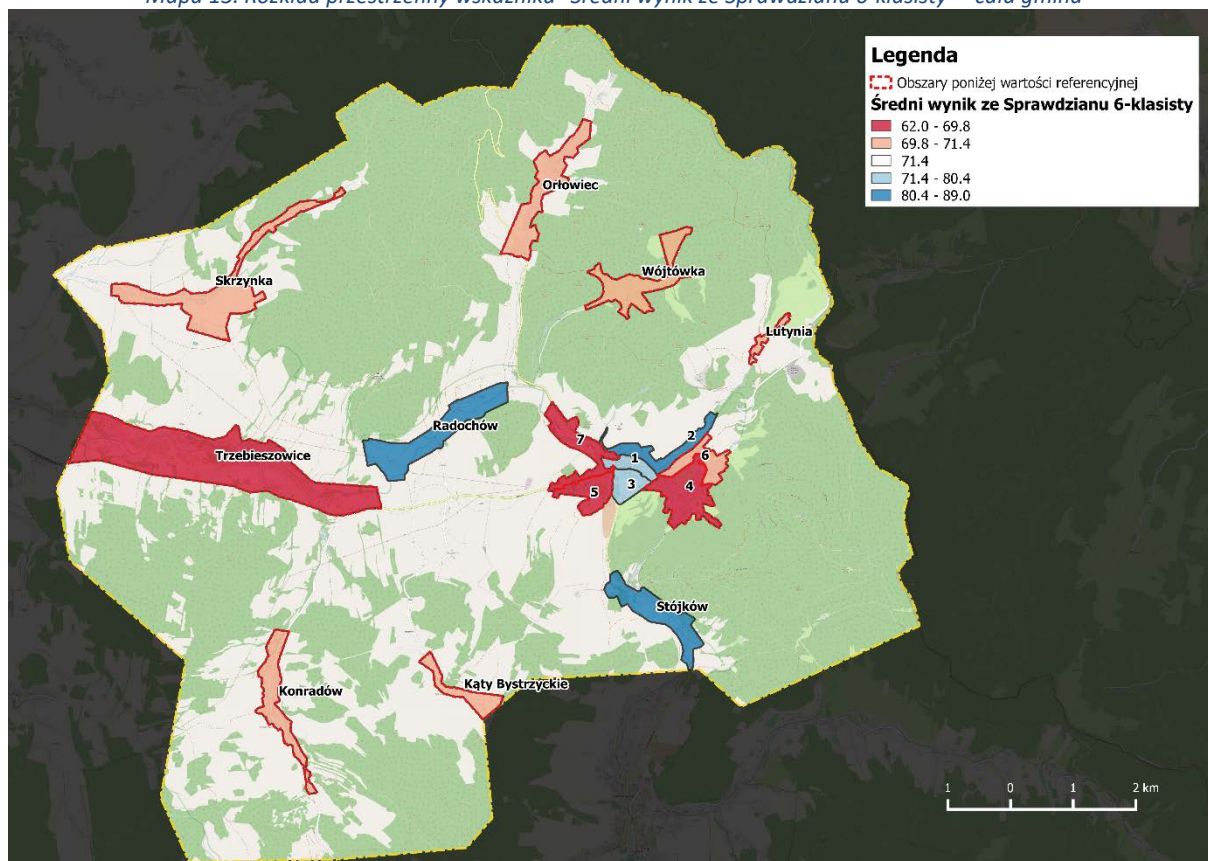 Mapa 13. Rozkład przestrzenny wskaźnika "Średni wynik ze Sprawdzianu 6-klasisty" – cała gmina
Legenda
Obszary poniżej wartości referencyjnej
Średni wynik ze Sprawdzianu 6-klasisty
62.0 - 69.8
69.8 - 71.4
71.4
71.4 - 80.4
80.4 - 89.0
Orłowiec
Skrzynka
Wójtówka
Lutynia
Radochów
Trzebieszowice
7
1
2
6
5
3
4
Stójków
Konradów
Kąty Bystrzyckie
1 0 1 2 km